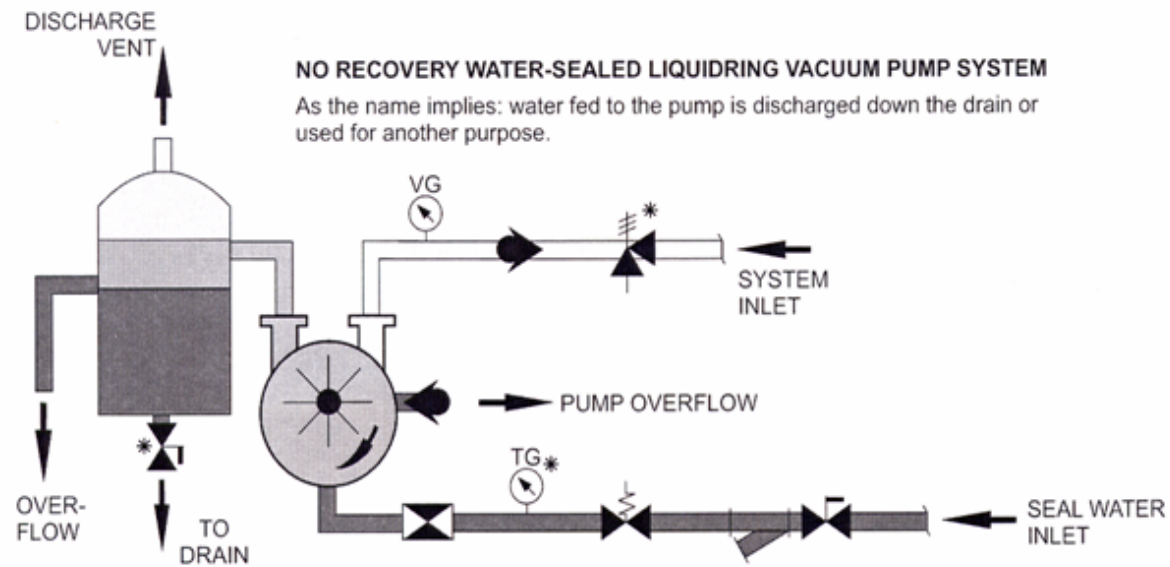 DISCHARGE
VENT
NO RECOVERY WATER-SEALED LIQUIDRING VACUUM PUMP SYSTEM
As the name implies: water fed to the pump is discharged down the drain or
used for another purpose.
VG
*
SYSTEM
INLET
PUMP OVERFLOW
*
TG*
OVER-
FLOW
TO
DRAIN
SEAL WATER
INLET